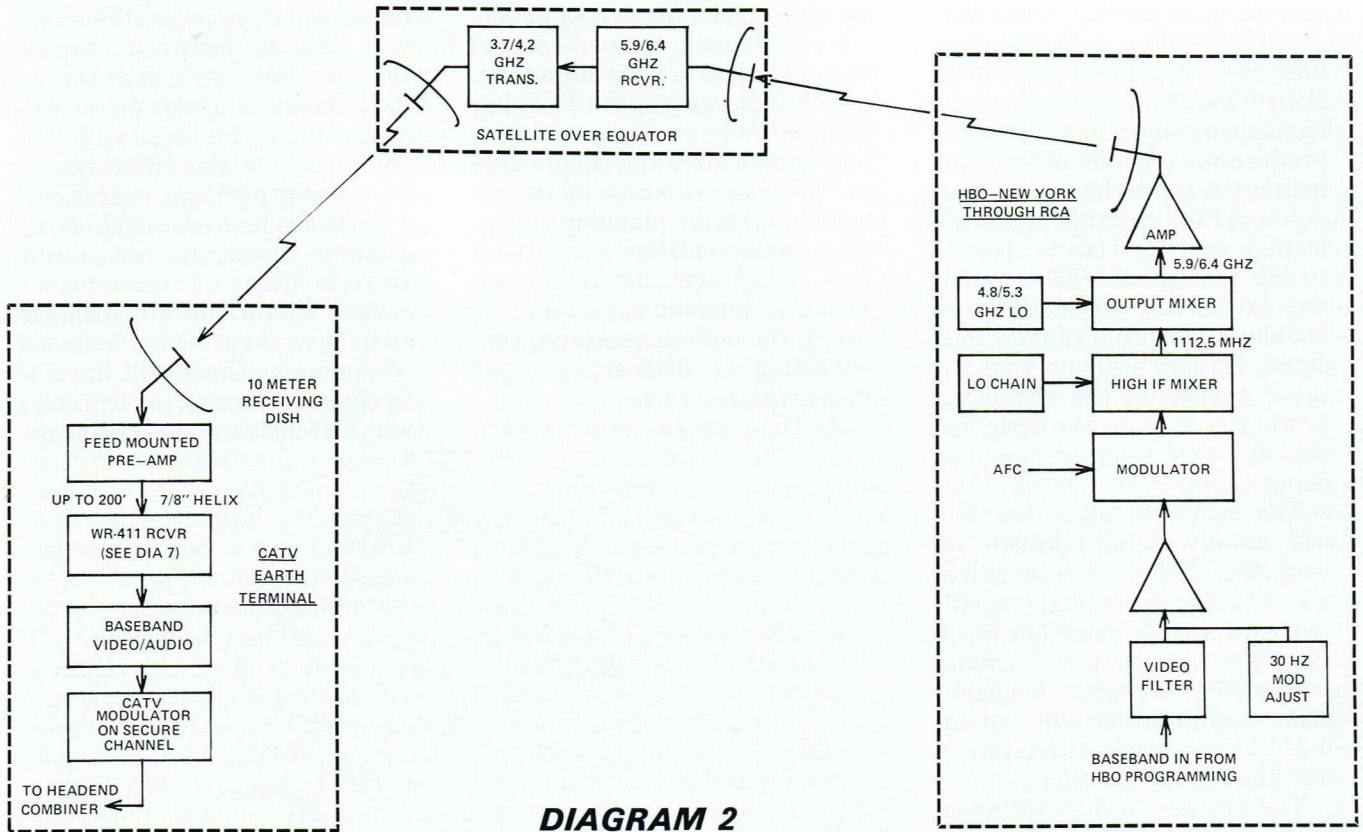 3.7/4,2
GHZ
TRANS.
5.9/6.4
GHZ
RCVR.
SATELLITE OVER EQUATOR
HBO–NEW YORK
THROUGH RCA
AMP
5.9/6.4 GHZ
4.8/5.3
GHZ LO
OUTPUT MIXER
1112.5 MHZ
LO CHAIN
HIGH IF MIXER
AFC
MODULATOR
VIDEO
FILTER
30 HZ
MOD
AJUST
BASEBAND IN FROM
HBO PROGRAMMING
10 METER
RECEIVING
DISH
FEED MOUNTED
PRE–AMP
UP TO 200' 7/8" HELIX
WR-411 RCVR
(SEE DIA 7)
CATV
EARTH
TERMINAL
BASEBAND
VIDEO/AUDIO
CATV
MODULATOR
ON SECURE
CHANNEL
TO HEADEND
COMBINER
DIAGRAM 2